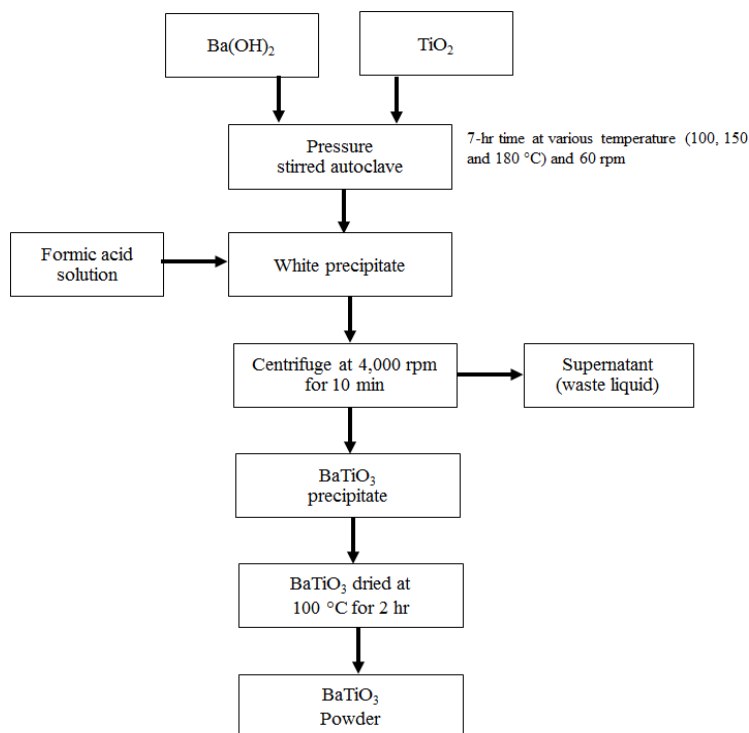 Ba(OH)₂
TiO₂
Pressure
stirred autoclave
7-hr time at various temperature (100, 150
and 180 °C) and 60 rpm
Formic acid
solution
White precipitate
Centrifuge at 4,000 rpm
for 10 min
Supernatant
(waste liquid)
BaTiO₃
precipitate
BaTiO₃ dried at
100 °C for 2 hr
BaTiO₃
Powder